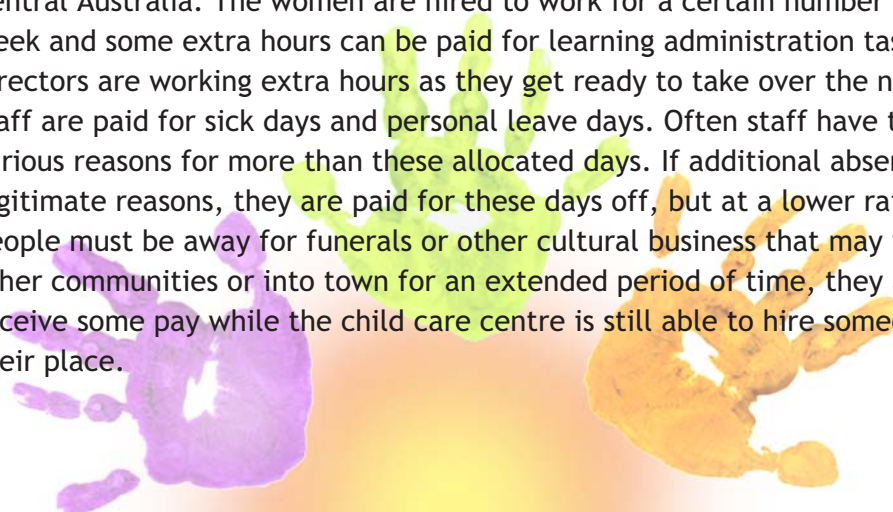 entral Australia. The women are hired to work for a certain number
eek and some extra hours can be paid for learning administration tas
rectors are working extra hours as they get ready to take over the n
aff are paid for sick days and personal leave days. Often staff have t
rious reasons for more than these allocated days. If additional absen
gitimate reasons, they are paid for these days off, but at a lower rat
eople must be away for funerals or other cultural business that may
her communities or into town for an extended period of time, they
ceive some pay while the child care centre is still able to hire some
eir place.